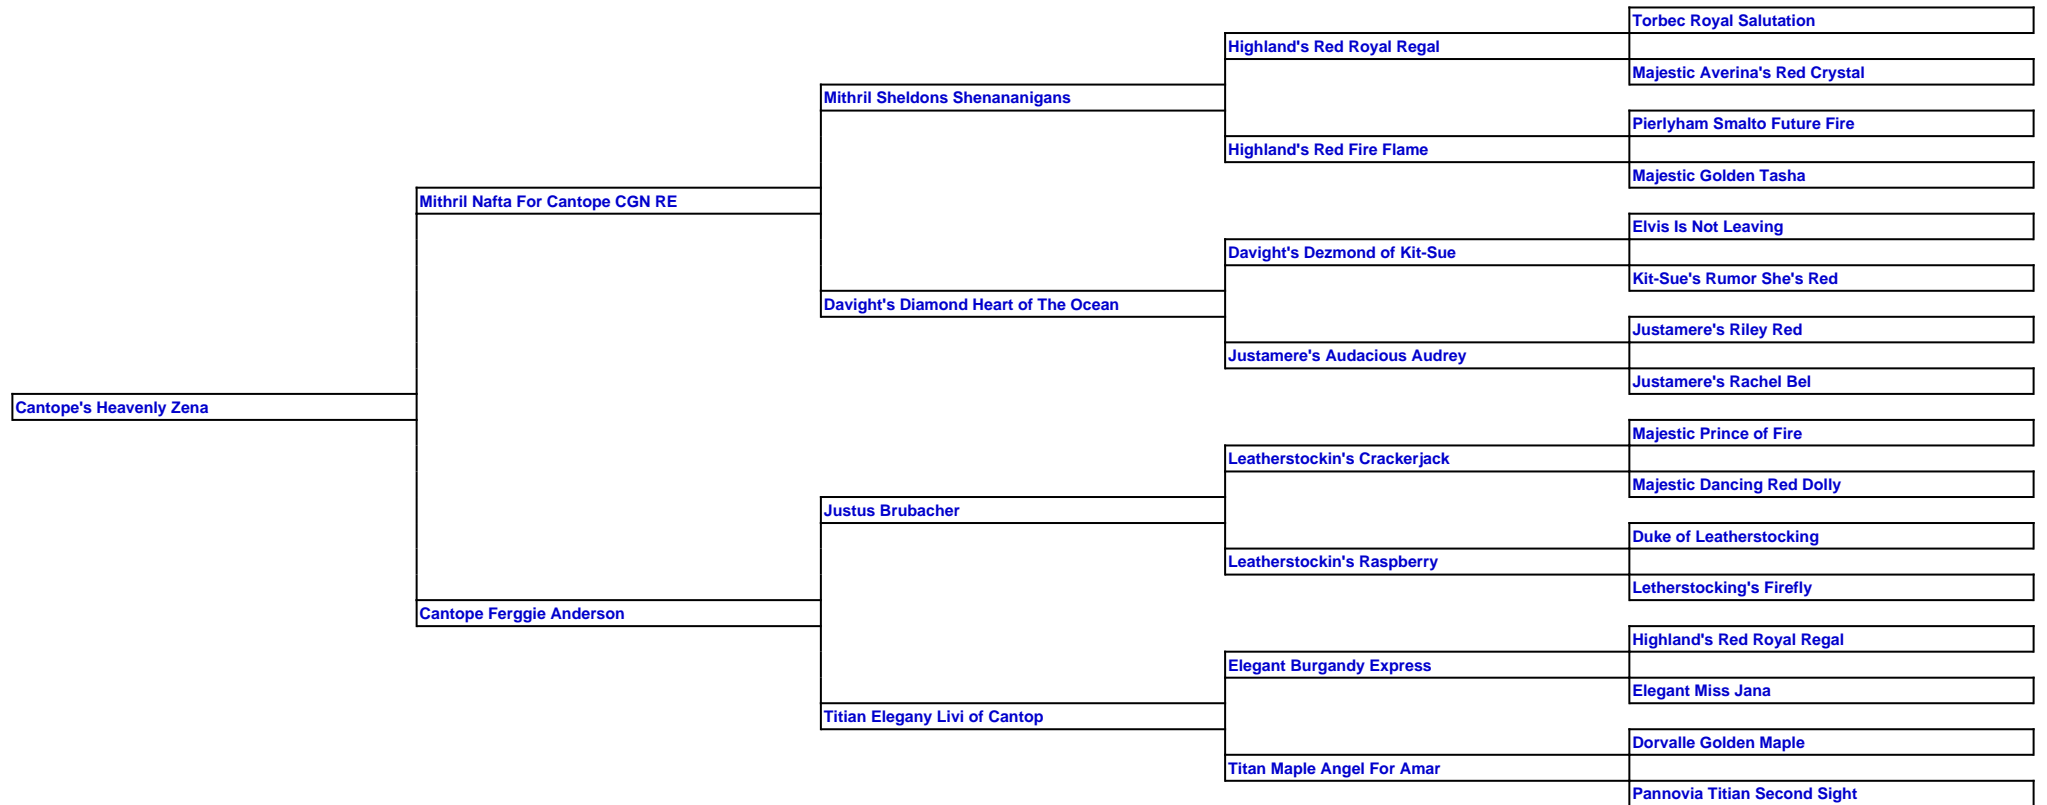 Torbec Royal Salutation
Highland's Red Royal Regal
Majestic Averina's Red Crystal
Mithril Sheldons Shenananigans
Pierlyham Smalto Future Fire
Highland's Red Fire Flame
Majestic Golden Tasha
Mithril Nafta For Cantope CGN RE
Elvis Is Not Leaving
Davight's Dezmond of Kit-Sue
Kit-Sue's Rumor She's Red
Davight's Diamond Heart of The Ocean
Justamere's Riley Red
Justamere's Audacious Audrey
Justamere's Rachel Bel
Cantope's Heavenly Zena
Majestic Prince of Fire
Leatherstockin's Crackerjack
Majestic Dancing Red Dolly
Justus Brubacher
Duke of Leatherstocking
Leatherstockin's Raspberry
Letherstocking's Firefly
Cantope Ferggie Anderson
Highland's Red Royal Regal
Elegant Burgandy Express
Elegant Miss Jana
Titian Elegany Livi of Cantop
Dorvalle Golden Maple
Titan Maple Angel For Amar
Pannovia Titian Second Sight